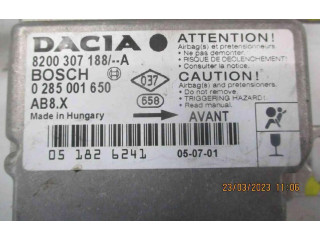 DACIA
8200 307 188/--A
BOSCH
0 285 001 650
AB8.X
Made in Hungary
037
658
ATTENTION!
Airbag(s) et pretensionneurs.
• Ne pas démonter.
• RISQUE DE DECLENCHEMENT
• Consulter la notice.
CAUTION!
Airbag(s) and pretensioners.
• Do not remove.
• TRIGGERING HAZARD
• Read manual.
AVANT
05 182 6241
05-07-01
23/03/2023 11:06